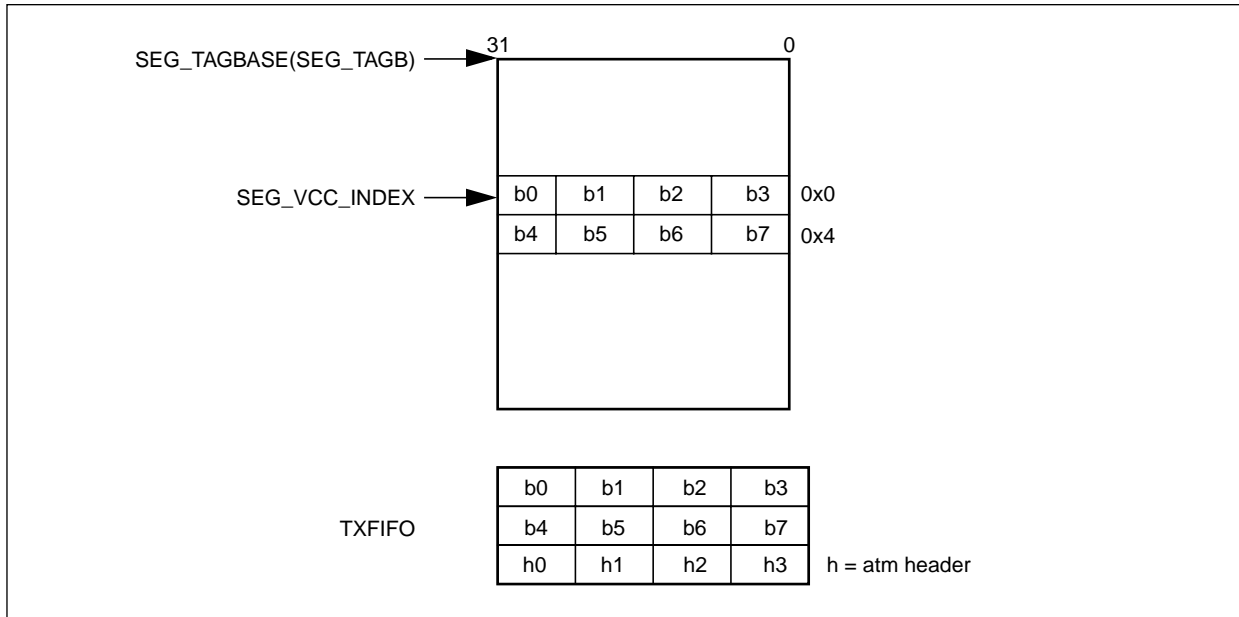 31 0
SEG_TAGBASE(SEG_TAGB)
SEG_VCC_INDEX b0 b1 b2 b3 0x0
b4 b5 b6 b7 0x4
b0 b1 b2 b3
TXFIFO b4 b5 b6 b7
h0 h1 h2 h3 h = atm header